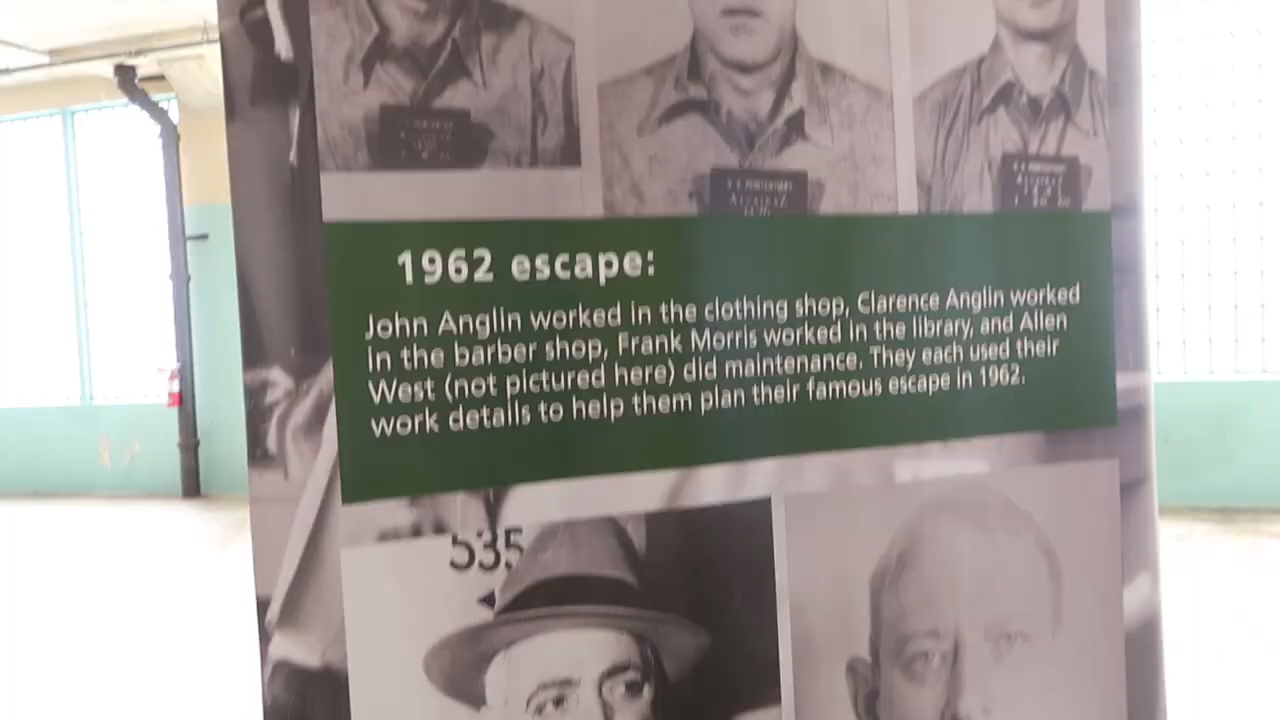 1962 escape:
John Anglin worked in the clothing shop, Clarence Anglin worked
in the barber shop, Frank Morris worked in the library, and Allen
West (not pictured here) did maintenance. They each used their
work details to help them plan their famous escape in 1962.
535